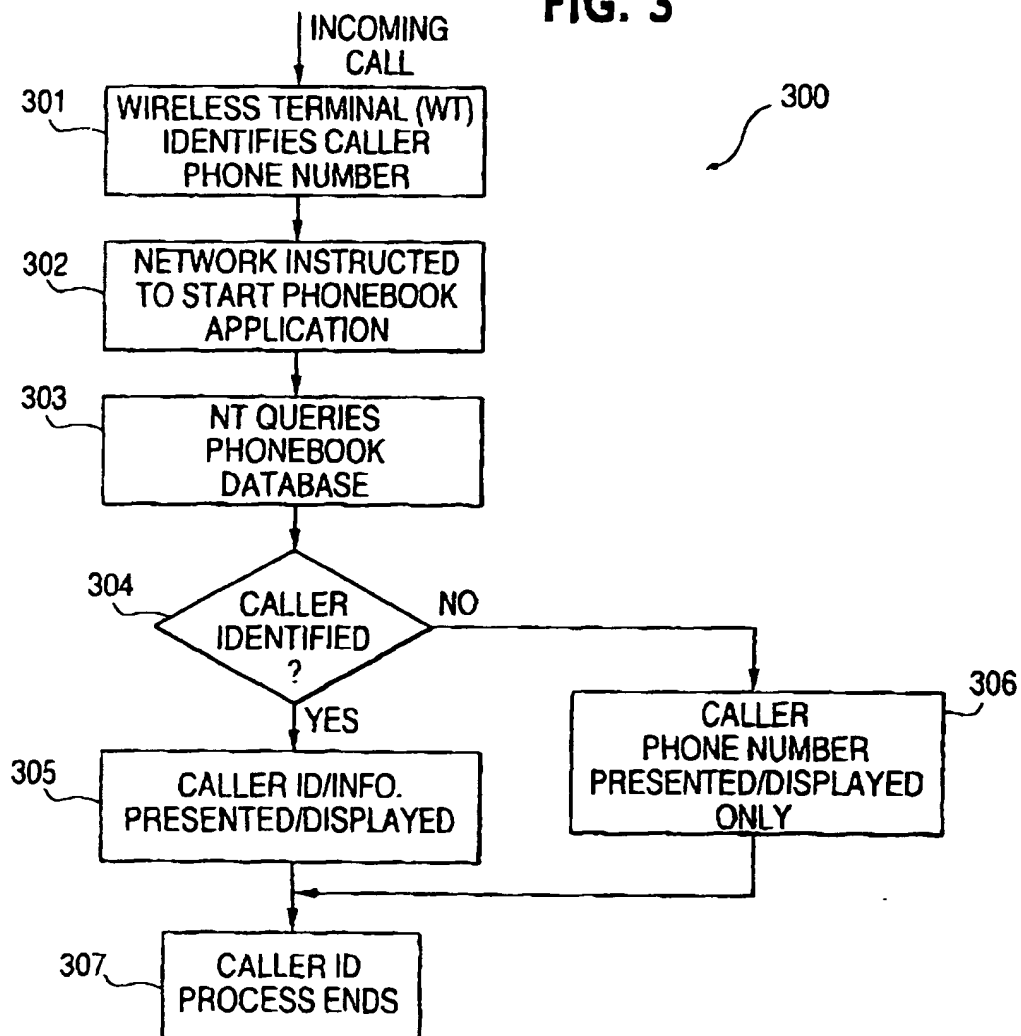 FIG. 3
INCOMING
CALL
300
301
WIRELESS TERMINAL (WT)
IDENTIFIES CALLER
PHONE NUMBER
302
NETWORK INSTRUCTED
TO START PHONEBOOK
APPLICATION
303
NT QUERIES
PHONEBOOK
DATABASE
304
CALLER
IDENTIFIED
?
NO
YES
305
CALLER ID/INFO.
PRESENTED/DISPLAYED
306
CALLER
PHONE NUMBER
PRESENTED/DISPLAYED
ONLY
307
CALLER ID
PROCESS ENDS